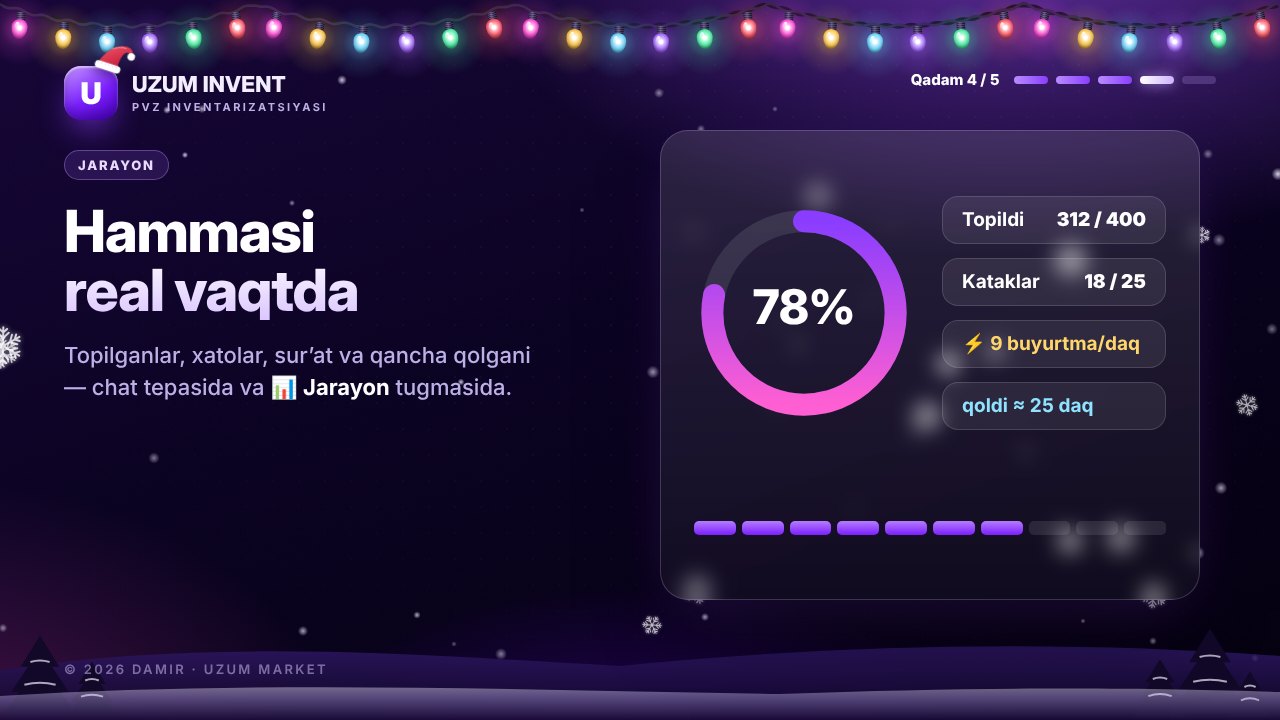 U
UZUM INVENT
PVZ INVENTARIZATSIYASI
Qadam 4 / 5
JARAYON
Hammasi
real vaqtda
Topilganlar, xatolar, sur’at va qancha qolgani
— chat tepasida va 📊 Jarayon tugmasida.
78%
Topildi 312 / 400
Kataklar 18 / 25
⚡ 9 buyurtma/daq
qoldi ≈ 25 daq
© 2026 DAMIR · UZUM MARKET